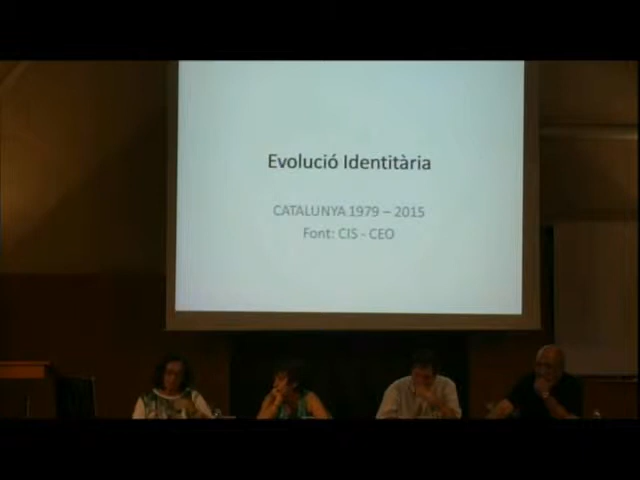 Evolució Identitària
CATALUNYA 1979 – 2015
Font: CIS - CEO